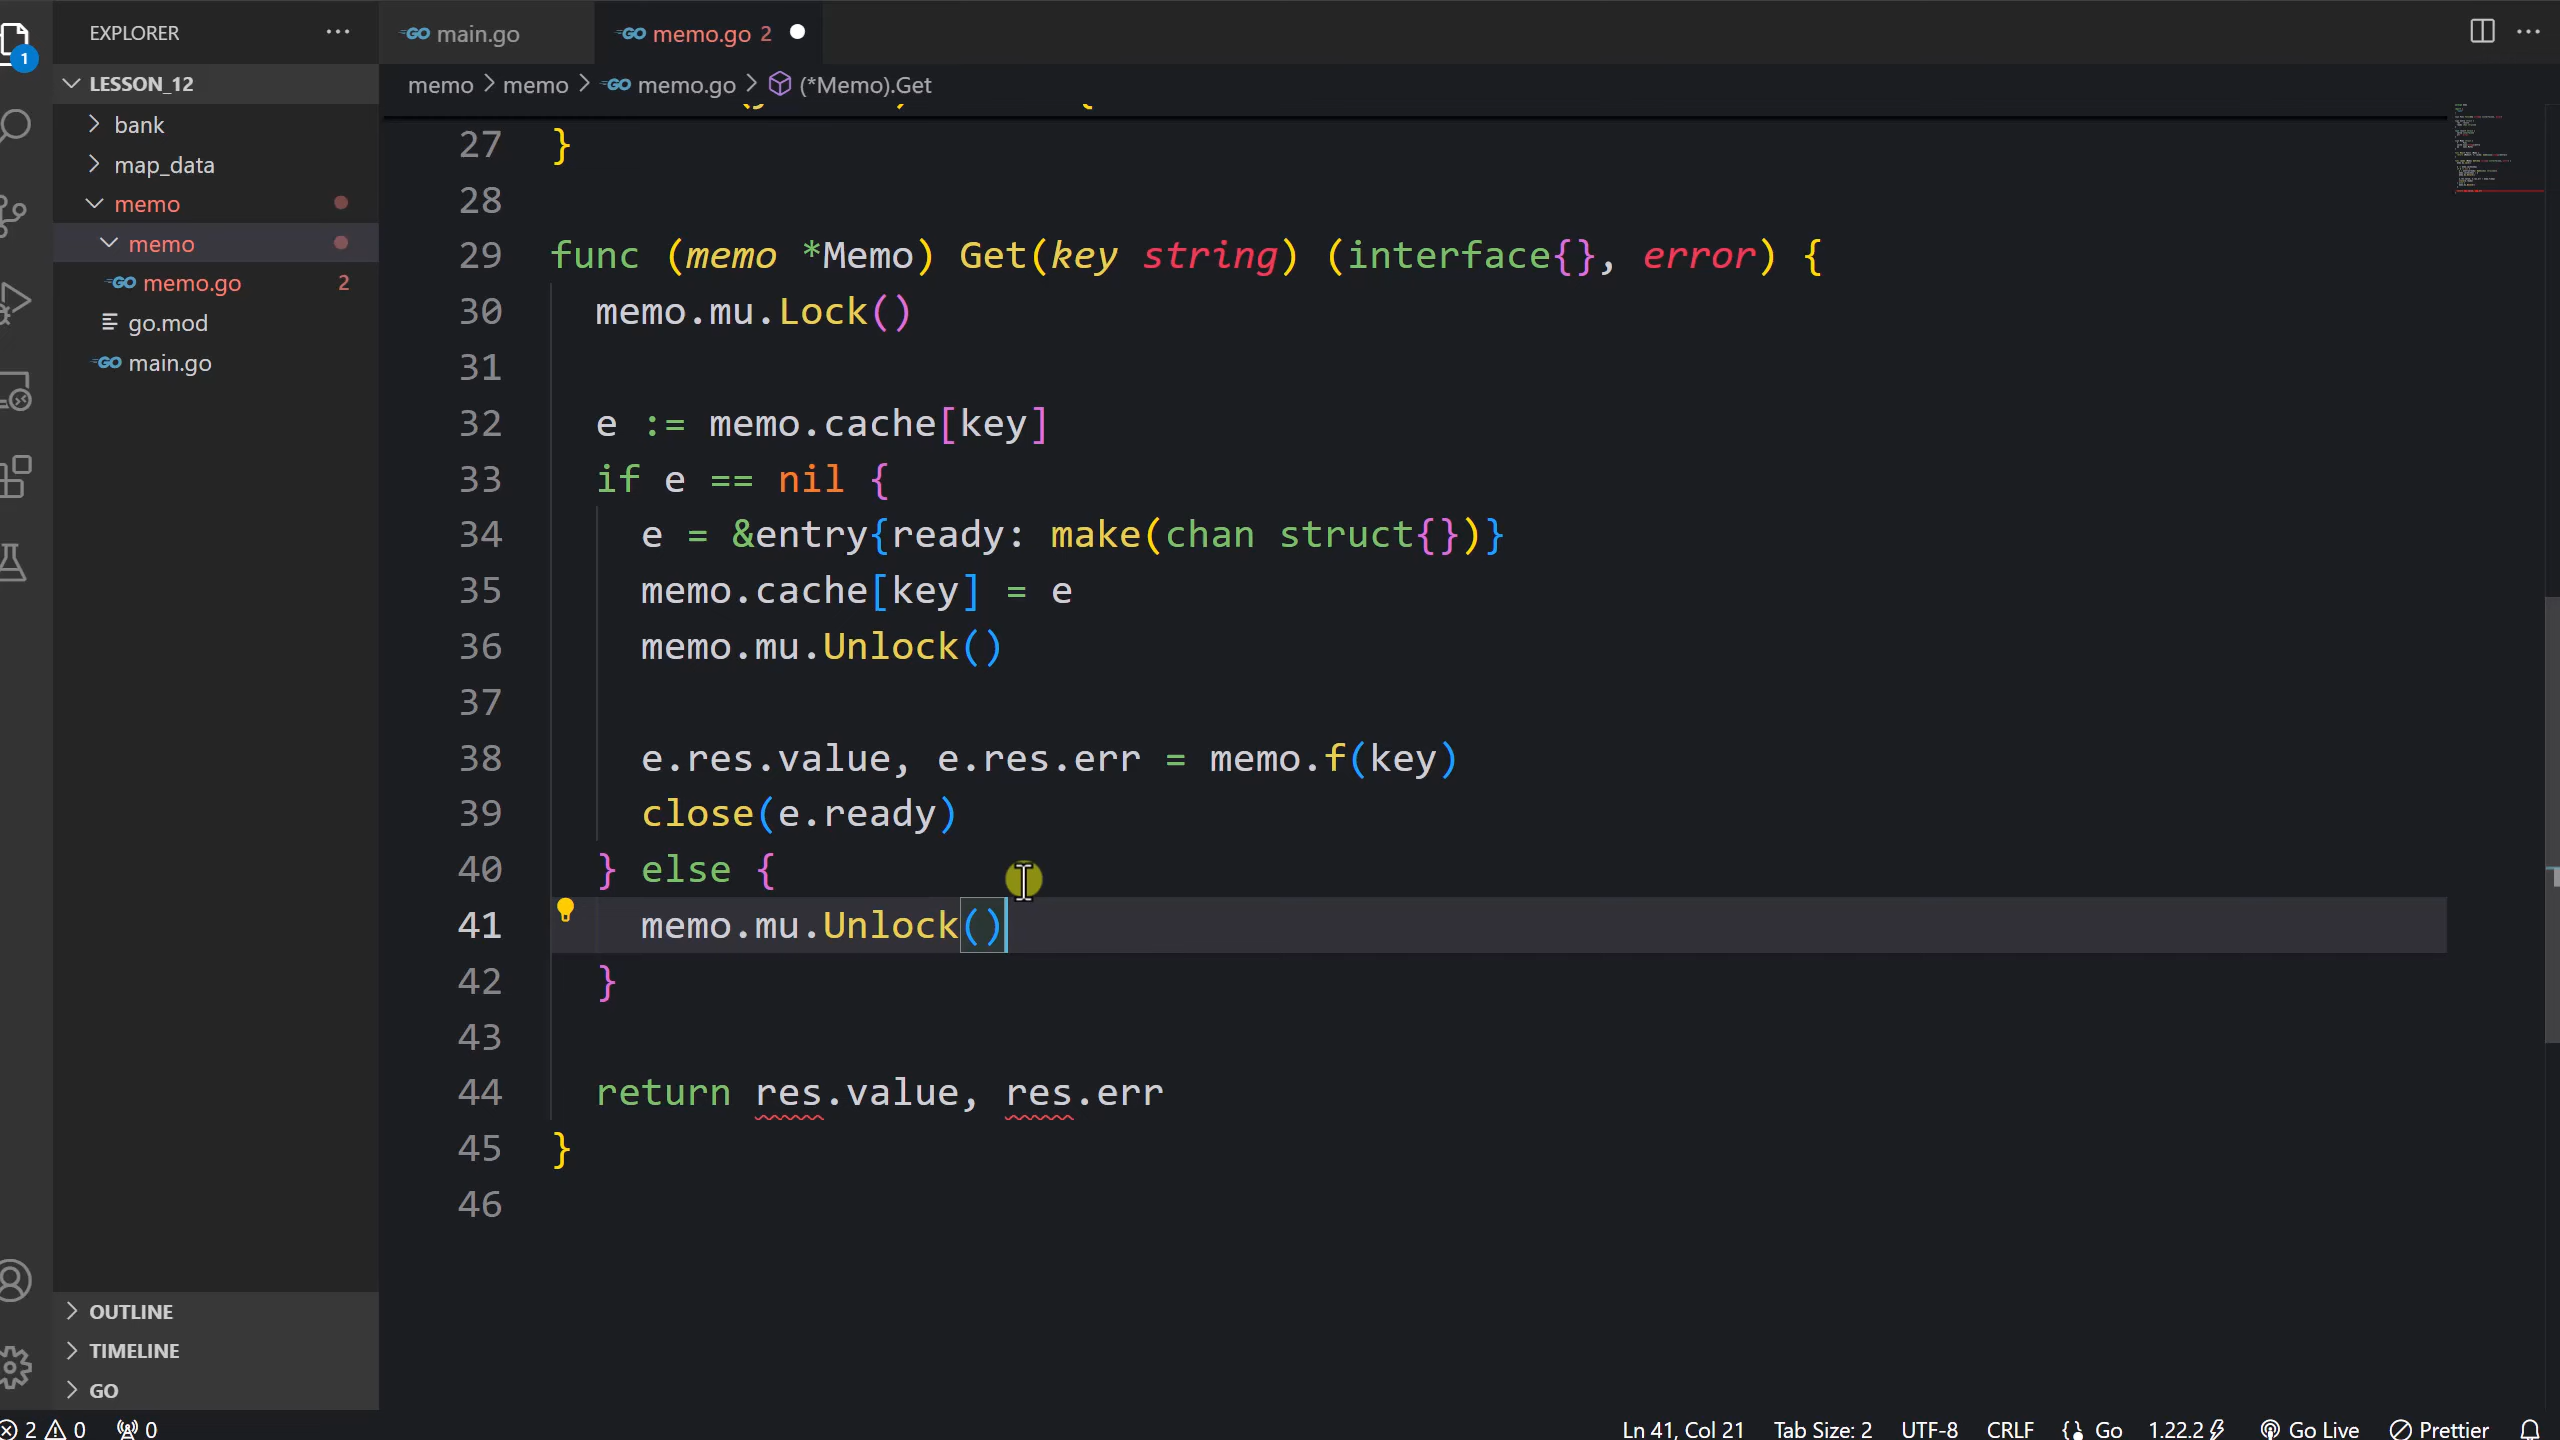 EXPLORER
main.go
memo.go 2
1
LESSON_12
memo > memo > memo.go > (*Memo).Get
bank
map_data
memo
memo
memo.go 2
go.mod
main.go
27 }
28
29 func (memo *Memo) Get(key string) (interface{}, error) {
30 memo.mu.Lock()
31
32 e := memo.cache[key]
33 if e == nil {
34 e = &entry{ready: make(chan struct{})}
35 memo.cache[key] = e
36 memo.mu.Unlock()
37
38 e.res.value, e.res.err = memo.f(key)
39 close(e.ready)
40 } else {
41 memo.mu.Unlock()
42 }
43
44 return res.value, res.err
45 }
46
OUTLINE
TIMELINE
GO
2 0 0 Ln 41, Col 21 Tab Size: 2 UTF-8 CRLF Go 1.22.2 Go Live Prettier